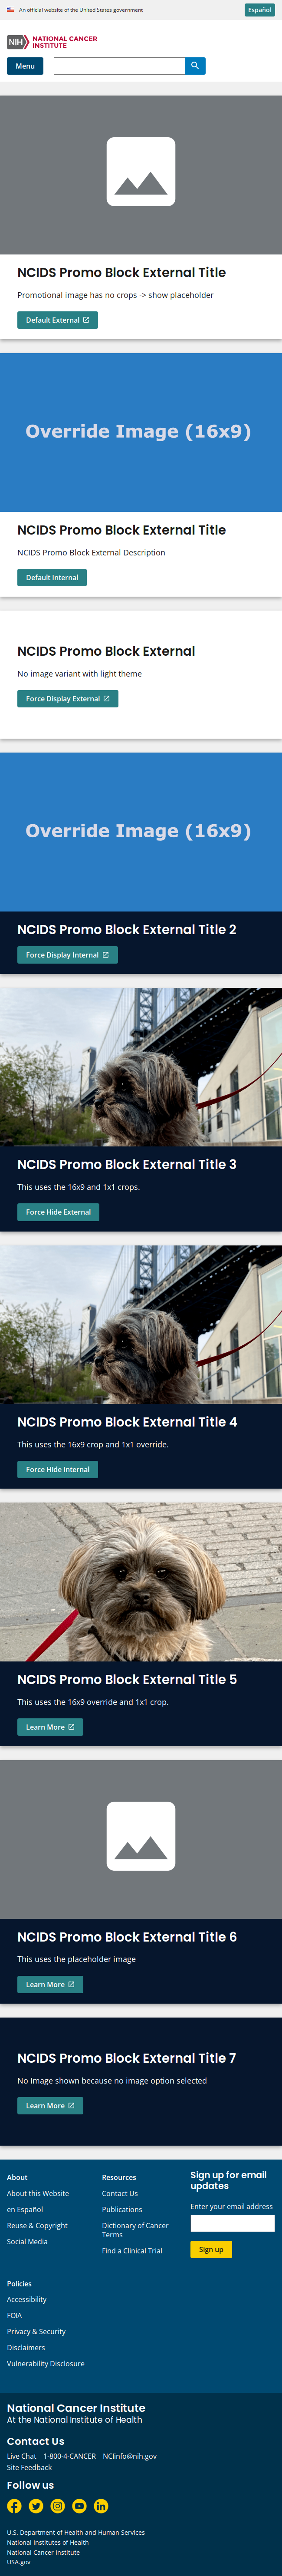 An official website of the United States government
Español
NIH NATIONAL CANCER INSTITUTE
Menu
NCIDS Promo Block External Title
Promotional image has no crops -> show placeholder
Default External
Override Image (16x9)
NCIDS Promo Block External Title
NCIDS Promo Block External Description
Default Internal
NCIDS Promo Block External
No image variant with light theme
Force Display External
Override Image (16x9)
NCIDS Promo Block External Title 2
Force Display Internal
NCIDS Promo Block External Title 3
This uses the 16x9 and 1x1 crops.
Force Hide External
NCIDS Promo Block External Title 4
This uses the 16x9 crop and 1x1 override.
Force Hide Internal
NCIDS Promo Block External Title 5
This uses the 16x9 override and 1x1 crop.
Learn More
NCIDS Promo Block External Title 6
This uses the placeholder image
Learn More
NCIDS Promo Block External Title 7
No Image shown because no image option selected
Learn More
About
About this Website
en Español
Reuse & Copyright
Social Media
Resources
Contact Us
Publications
Dictionary of Cancer
Terms
Find a Clinical Trial
Sign up for email
updates
Enter your email address
Sign up
Policies
Accessibility
FOIA
Privacy & Security
Disclaimers
Vulnerability Disclosure
National Cancer Institute
At the National Institute of Health
Contact Us
Live Chat 1-800-4-CANCER NCIinfo@nih.gov
Site Feedback
Follow us
U.S. Department of Health and Human Services
National Institutes of Health
National Cancer Institute
USA.gov